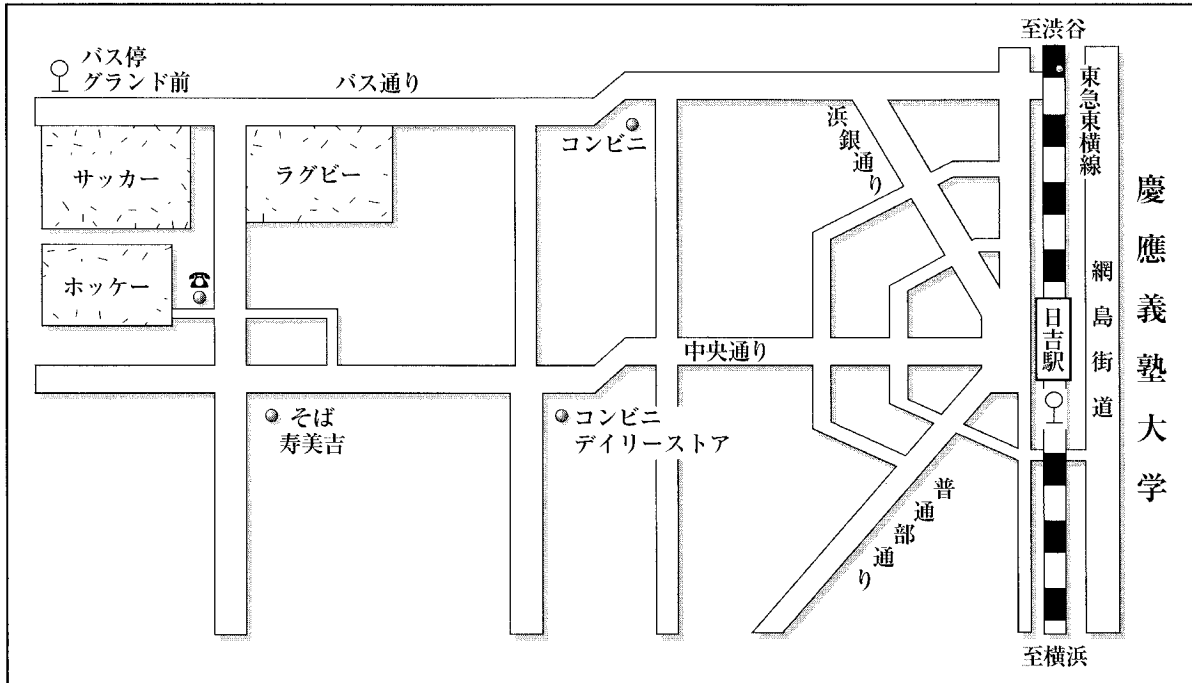 至渋谷
バス停
グランド前
バス通り
東急東横線
コンビニ
浜銀通り
サッカー
ラグビー
慶應義塾大学
ホッケー
網島街道
日吉駅
中央通り
そば
寿美吉
コンビニ
デイリーストア
普通部通り
至横浜